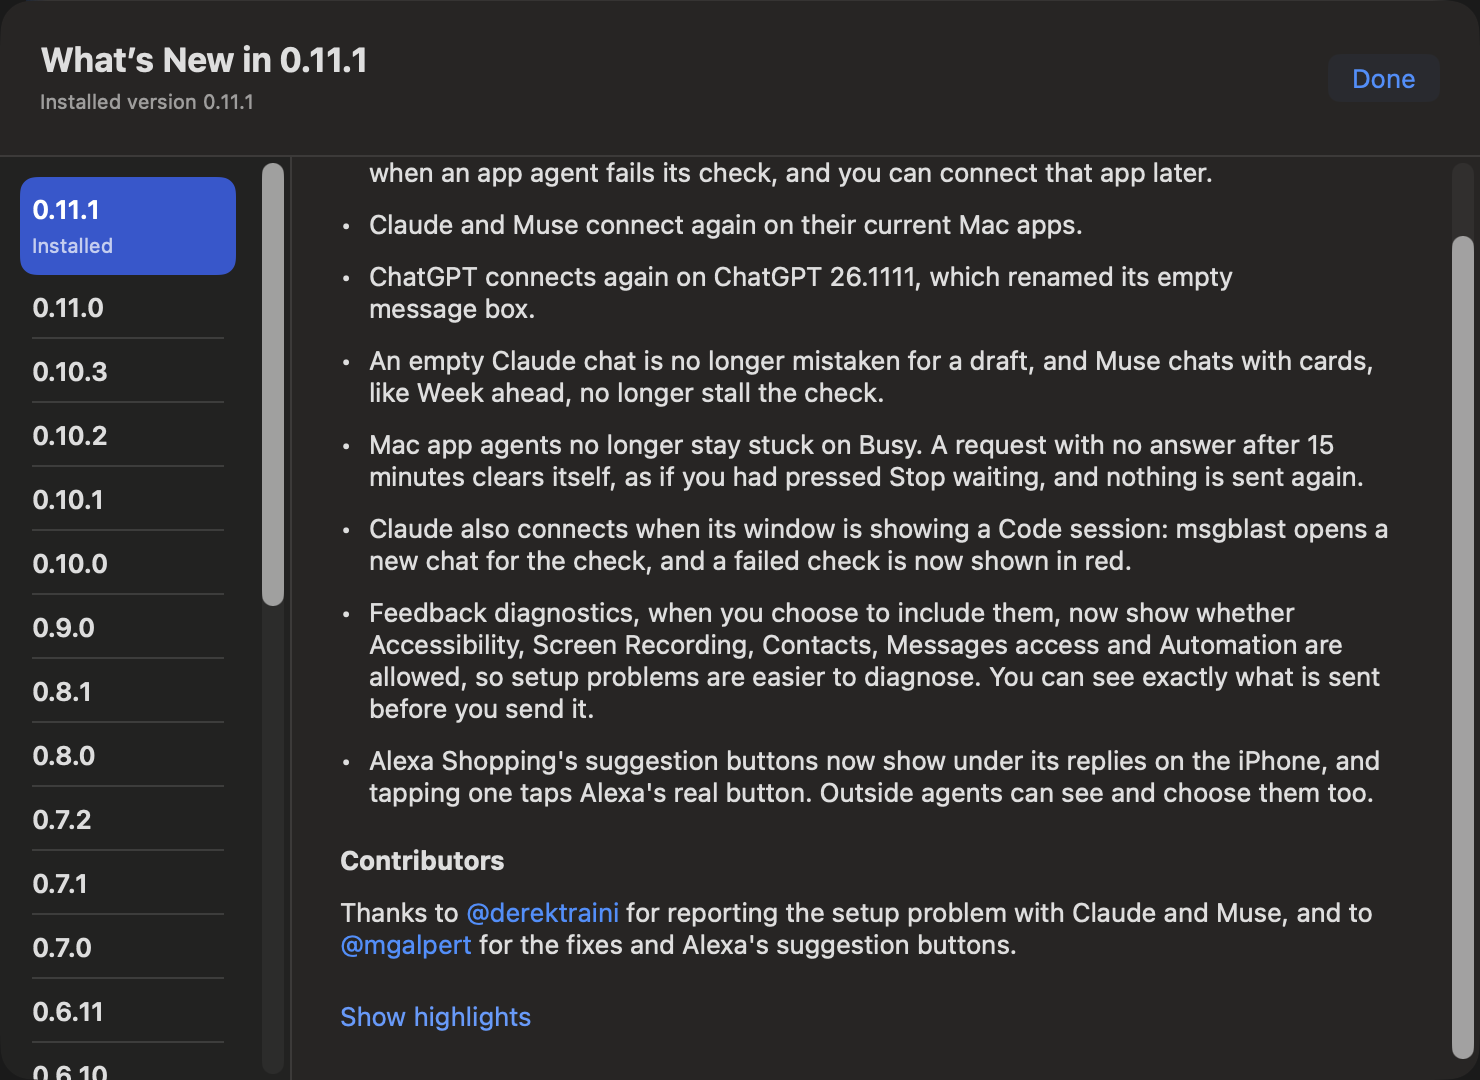 What's New in 0.11.1
Installed version 0.11.1
Done
0.11.1
Installed
0.11.0
0.10.3
0.10.2
0.10.1
0.10.0
0.9.0
0.8.1
0.8.0
0.7.2
0.7.1
0.7.0
0.6.11
0.6.10
when an app agent fails its check, and you can connect that app later.
• Claude and Muse connect again on their current Mac apps.
• ChatGPT connects again on ChatGPT 26.1111, which renamed its empty
message box.
• An empty Claude chat is no longer mistaken for a draft, and Muse chats with cards,
like Week ahead, no longer stall the check.
• Mac app agents no longer stay stuck on Busy. A request with no answer after 15
minutes clears itself, as if you had pressed Stop waiting, and nothing is sent again.
• Claude also connects when its window is showing a Code session: msgblast opens a
new chat for the check, and a failed check is now shown in red.
• Feedback diagnostics, when you choose to include them, now show whether
Accessibility, Screen Recording, Contacts, Messages access and Automation are
allowed, so setup problems are easier to diagnose. You can see exactly what is sent
before you send it.
• Alexa Shopping's suggestion buttons now show under its replies on the iPhone, and
tapping one taps Alexa's real button. Outside agents can see and choose them too.
Contributors
Thanks to @derektraini for reporting the setup problem with Claude and Muse, and to
@mgalpert for the fixes and Alexa's suggestion buttons.
Show highlights